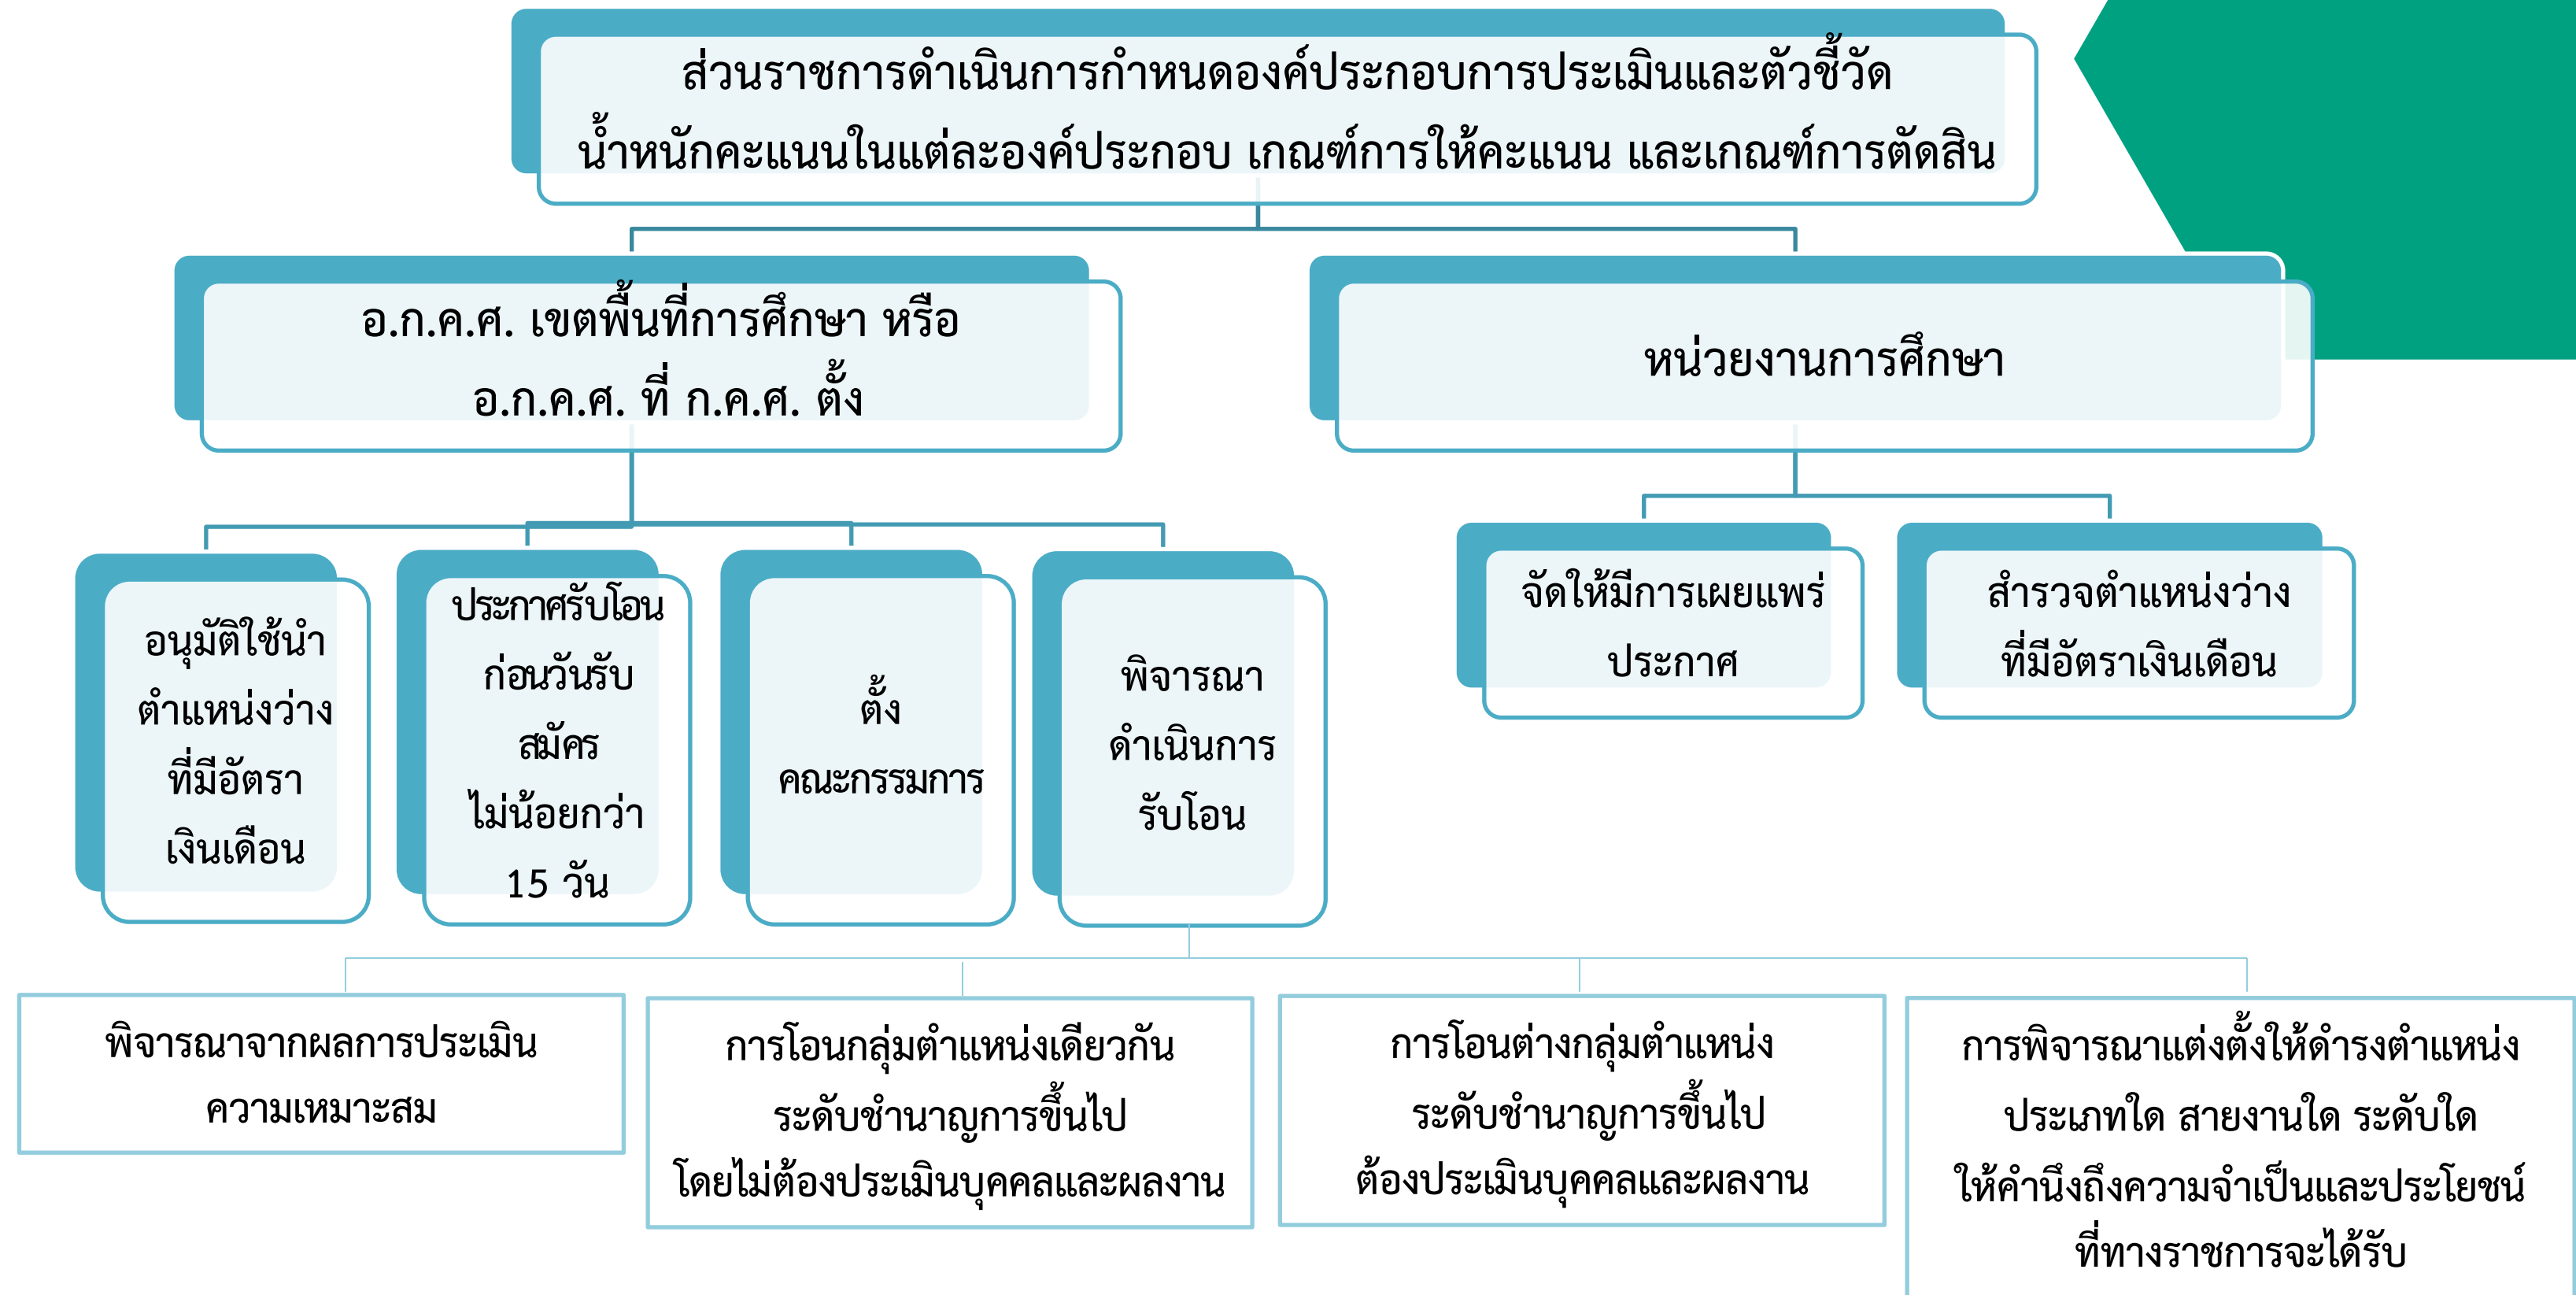 ส่วนราชการดำเนินการกำหนดองค์ประกอบการประเมินและตัวชี้วัด
น้ำหนักคะแนนในแต่ละองค์ประกอบ เกณฑ์การให้คะแนน และเกณฑ์การตัดสิน
อ.ก.ค.ศ. เขตพื้นที่การศึกษา หรือ
อ.ก.ค.ศ. ที่ ก.ค.ศ. ตั้ง
หน่วยงานการศึกษา
อนุมัติใช้นำ
ตำแหน่งว่าง
ที่มีอัตรา
เงินเดือน
ประกาศรับโอน
ก่อนวันรับ
สมัคร
ไม่น้อยกว่า
15 วัน
ตั้ง
คณะกรรมการ
พิจารณา
ดำเนินการ
รับโอน
จัดให้มีการเผยแพร่
ประกาศ
สำรวจตำแหน่งว่าง
ที่มีอัตราเงินเดือน
พิจารณาจากผลการประเมิน
ความเหมาะสม
การโอนกลุ่มตำแหน่งเดียวกัน
ระดับชำนาญการขึ้นไป
โดยไม่ต้องประเมินบุคคลและผลงาน
การโอนต่างกลุ่มตำแหน่ง
ระดับชำนาญการขึ้นไป
ต้องประเมินบุคคลและผลงาน
การพิจารณาแต่งตั้งให้ดำรงตำแหน่ง
ประเภทใด สายงานใด ระดับใด
ให้คำนึงถึงความจำเป็นและประโยชน์
ที่ทางราชการจะได้รับ